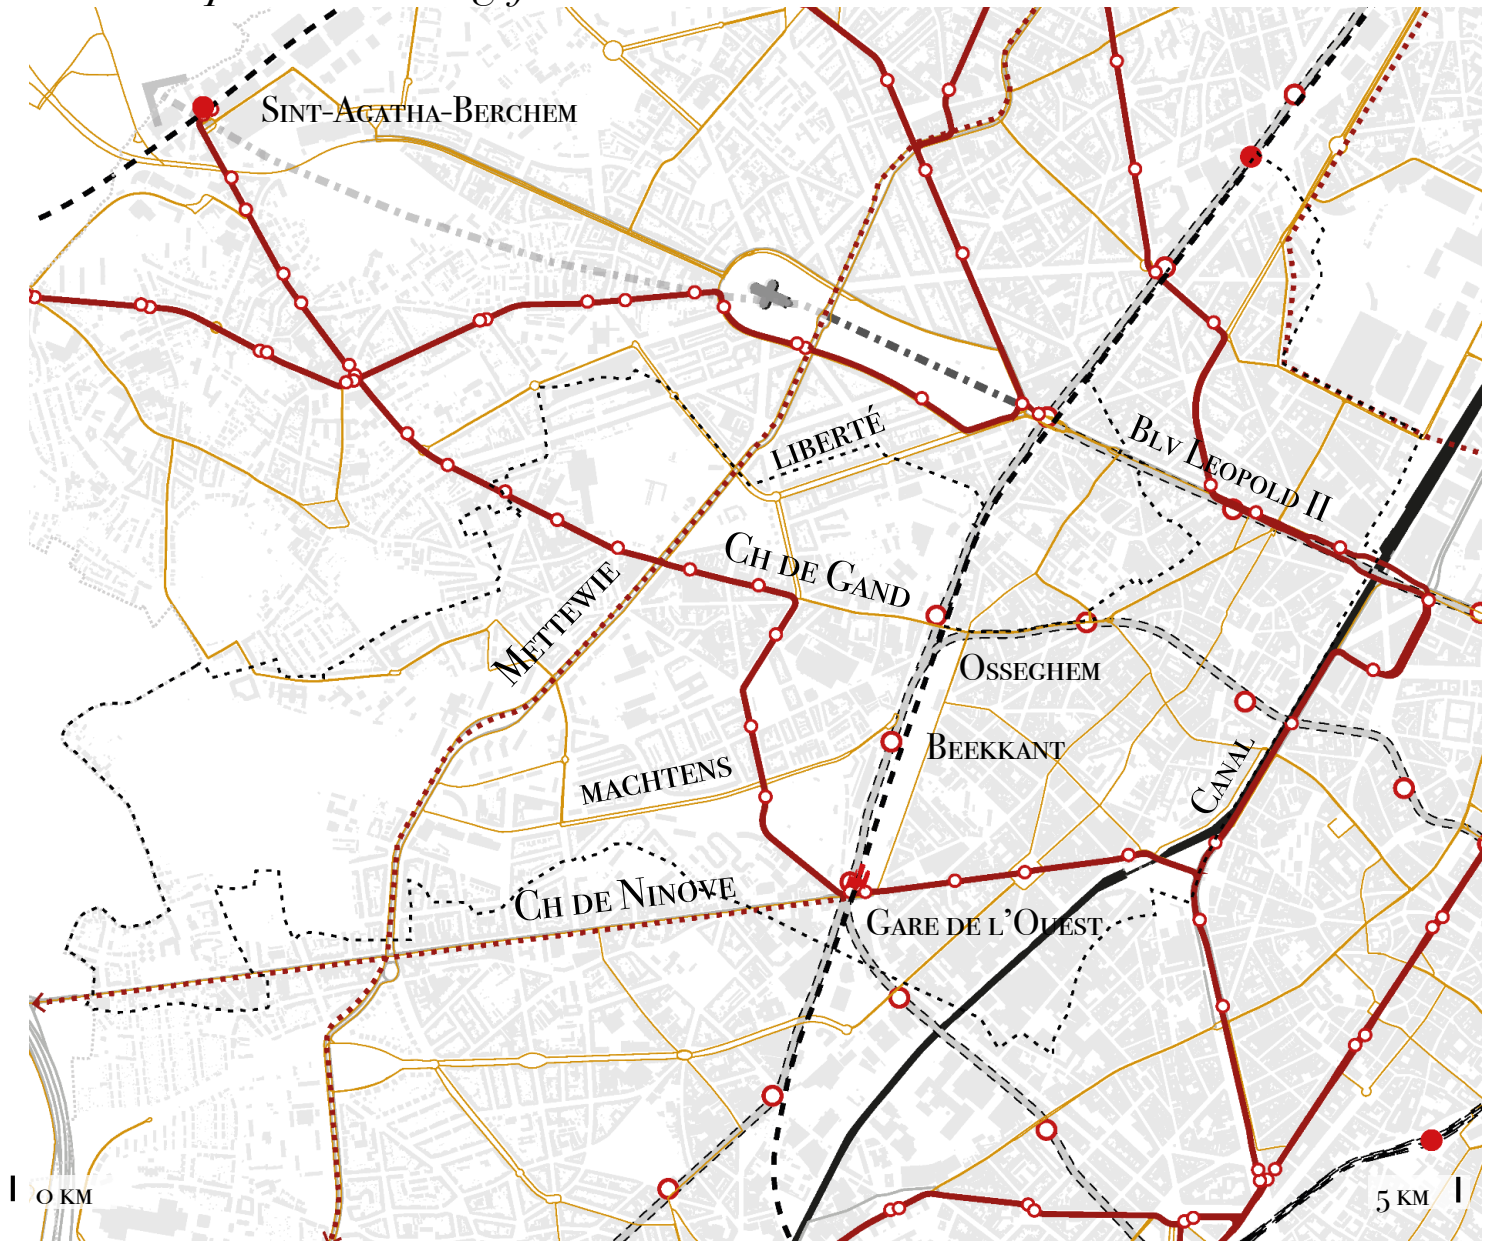 Sint-Agatha-Berchem
Liberté
Blv Leopold II
Ch de Gand
Mettewie
Osseghem
Beekkant
Machtens
Canal
Ch de Ninove
Gare de l'Ouest
0 km
5 km